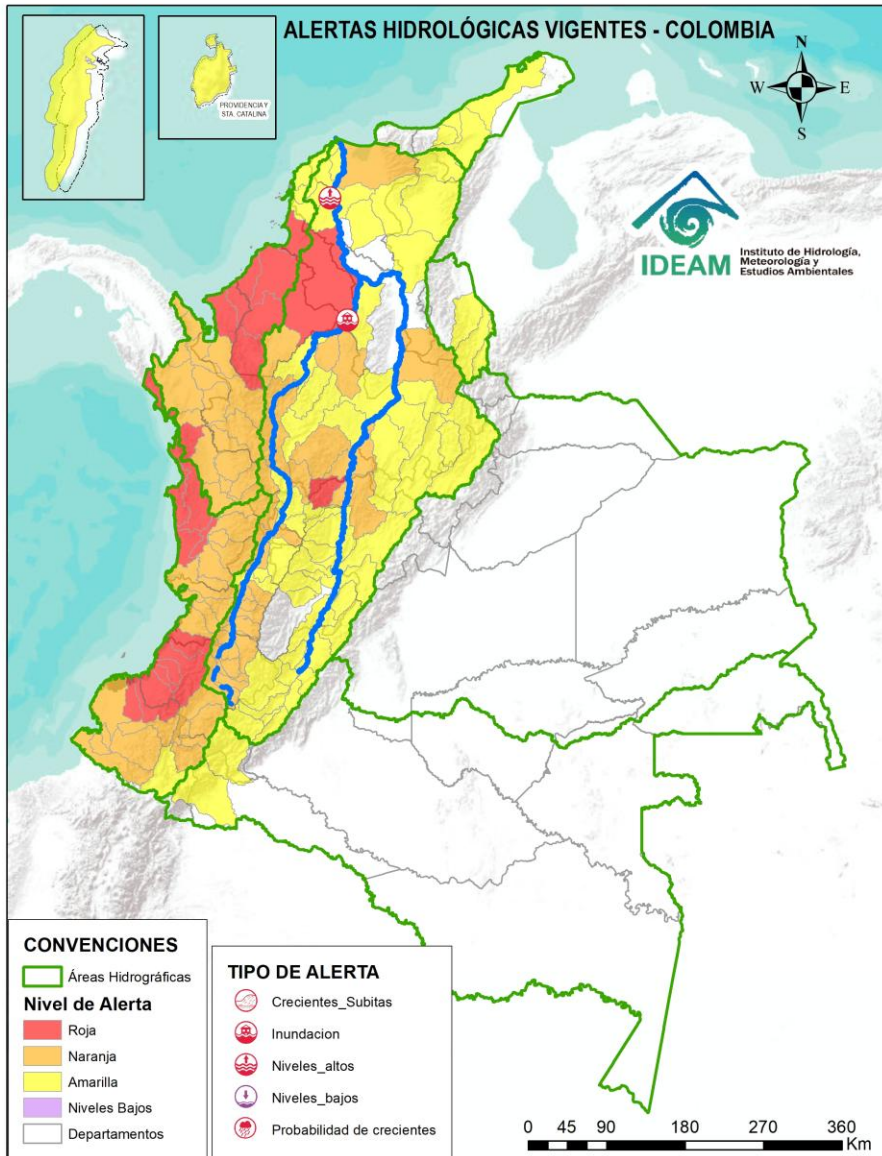 ALERTAS HIDROLÓGICAS VIGENTES - COLOMBIA
PROVIDENCIA Y
STA. CATALINA
N
W
E
S
IDEAM
Instituto de Hidrología,
Meteorología y
Estudios Ambientales
CONVENCIONES
Áreas Hidrográficas
Nivel de Alerta
Roja
Naranja
Amarilla
Niveles Bajos
Departamentos
TIPO DE ALERTA
Crecientes_Subitas
Inundacion
Niveles_altos
Niveles_bajos
Probabilidad de crecientes
0 45 90 180 270 360
Km